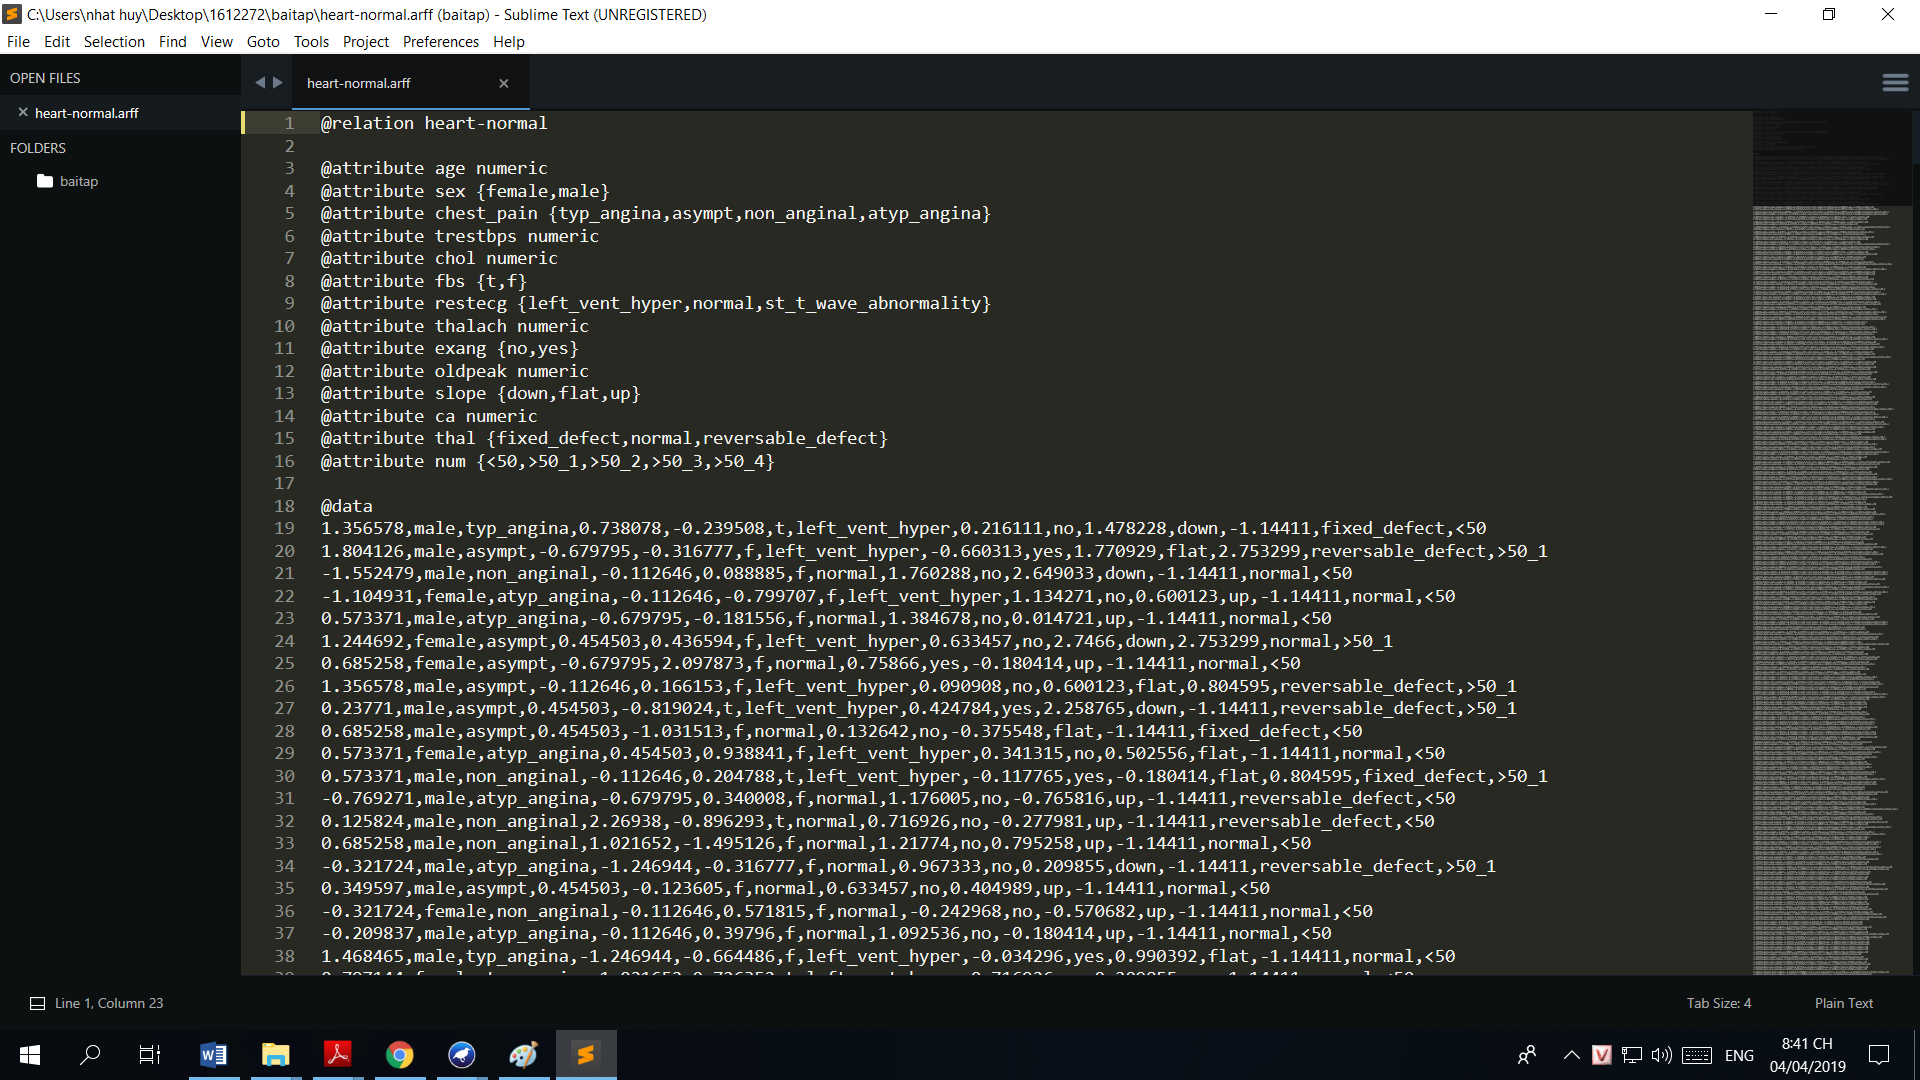 C:\Users\nhat huy\Desktop\1612272\baitap\heart-normal.arff (baitap) - Sublime Text (UNREGISTERED)
File Edit Selection Find View Goto Tools Project Preferences Help
OPEN FILES
heart-normal.arff
FOLDERS
baitap
heart-normal.arff
1 @relation heart-normal
2
3 @attribute age numeric
4 @attribute sex {female,male}
5 @attribute chest_pain {typ_angina,asympt,non_anginal,atyp_angina}
6 @attribute trestbps numeric
7 @attribute chol numeric
8 @attribute fbs {t,f}
9 @attribute restecg {left_vent_hyper,normal,st_t_wave_abnormality}
10 @attribute thalach numeric
11 @attribute exang {no,yes}
12 @attribute oldpeak numeric
13 @attribute slope {down,flat,up}
14 @attribute ca numeric
15 @attribute thal {fixed_defect,normal,reversable_defect}
16 @attribute num {<50,>50_1,>50_2,>50_3,>50_4}
17
18 @data
19 1.356578,male,typ_angina,0.738078,-0.239508,t,left_vent_hyper,0.216111,no,1.478228,down,-1.14411,fixed_defect,<50
20 1.804126,male,asympt,-0.679795,-0.316777,f,left_vent_hyper,-0.660313,yes,1.770929,flat,2.753299,reversable_defect,>50_1
21 -1.552479,male,non_anginal,-0.112646,0.088885,f,normal,1.760288,no,2.649033,down,-1.14411,normal,<50
22 -1.104931,female,atyp_angina,-0.112646,-0.799707,f,left_vent_hyper,1.134271,no,0.600123,up,-1.14411,normal,<50
23 0.573371,male,atyp_angina,-0.679795,-0.181556,f,normal,1.384678,no,0.014721,up,-1.14411,normal,<50
24 1.244692,female,asympt,0.454503,0.436594,f,left_vent_hyper,0.633457,no,2.7466,down,2.753299,normal,>50_1
25 0.685258,female,asympt,-0.679795,2.097873,f,normal,0.75866,yes,-0.180414,up,-1.14411,normal,<50
26 1.356578,male,asympt,-0.112646,0.166153,f,left_vent_hyper,0.090908,no,0.600123,flat,0.804595,reversable_defect,>50_1
27 0.23771,male,asympt,0.454503,-0.819024,t,left_vent_hyper,0.424784,yes,2.258765,down,-1.14411,reversable_defect,>50_1
28 0.685258,male,asympt,0.454503,-1.031513,f,normal,0.132642,no,-0.375548,flat,-1.14411,fixed_defect,<50
29 0.573371,female,atyp_angina,0.454503,0.938841,f,left_vent_hyper,0.341315,no,0.502556,flat,-1.14411,normal,<50
30 0.573371,male,non_anginal,-0.112646,0.204788,t,left_vent_hyper,-0.117765,yes,-0.180414,flat,0.804595,fixed_defect,>50_1
31 -0.769271,male,atyp_angina,-0.679795,0.340008,f,normal,1.176005,no,-0.765816,up,-1.14411,reversable_defect,<50
32 0.125824,male,non_anginal,2.26938,-0.896293,t,normal,0.716926,no,-0.277981,up,-1.14411,reversable_defect,<50
33 0.685258,male,non_anginal,1.021652,-1.495126,f,normal,1.21774,no,0.795258,up,-1.14411,normal,<50
34 -0.321724,male,atyp_angina,-1.246944,-0.316777,f,normal,0.967333,no,0.209855,down,-1.14411,reversable_defect,>50_1
35 0.349597,male,asympt,0.454503,-0.123605,f,normal,0.633457,no,0.404989,up,-1.14411,normal,<50
36 -0.321724,female,non_anginal,-0.112646,0.571815,f,normal,-0.242968,no,-0.570682,up,-1.14411,normal,<50
37 -0.209837,male,atyp_angina,-0.112646,0.39796,f,normal,1.092536,no,-0.180414,up,-1.14411,normal,<50
38 1.468465,male,typ_angina,-1.246944,-0.664486,f,left_vent_hyper,-0.034296,yes,0.990392,flat,-1.14411,normal,<50
Line 1, Column 23
Tab Size: 4
Plain Text
ENG
8:41 CH
04/04/2019